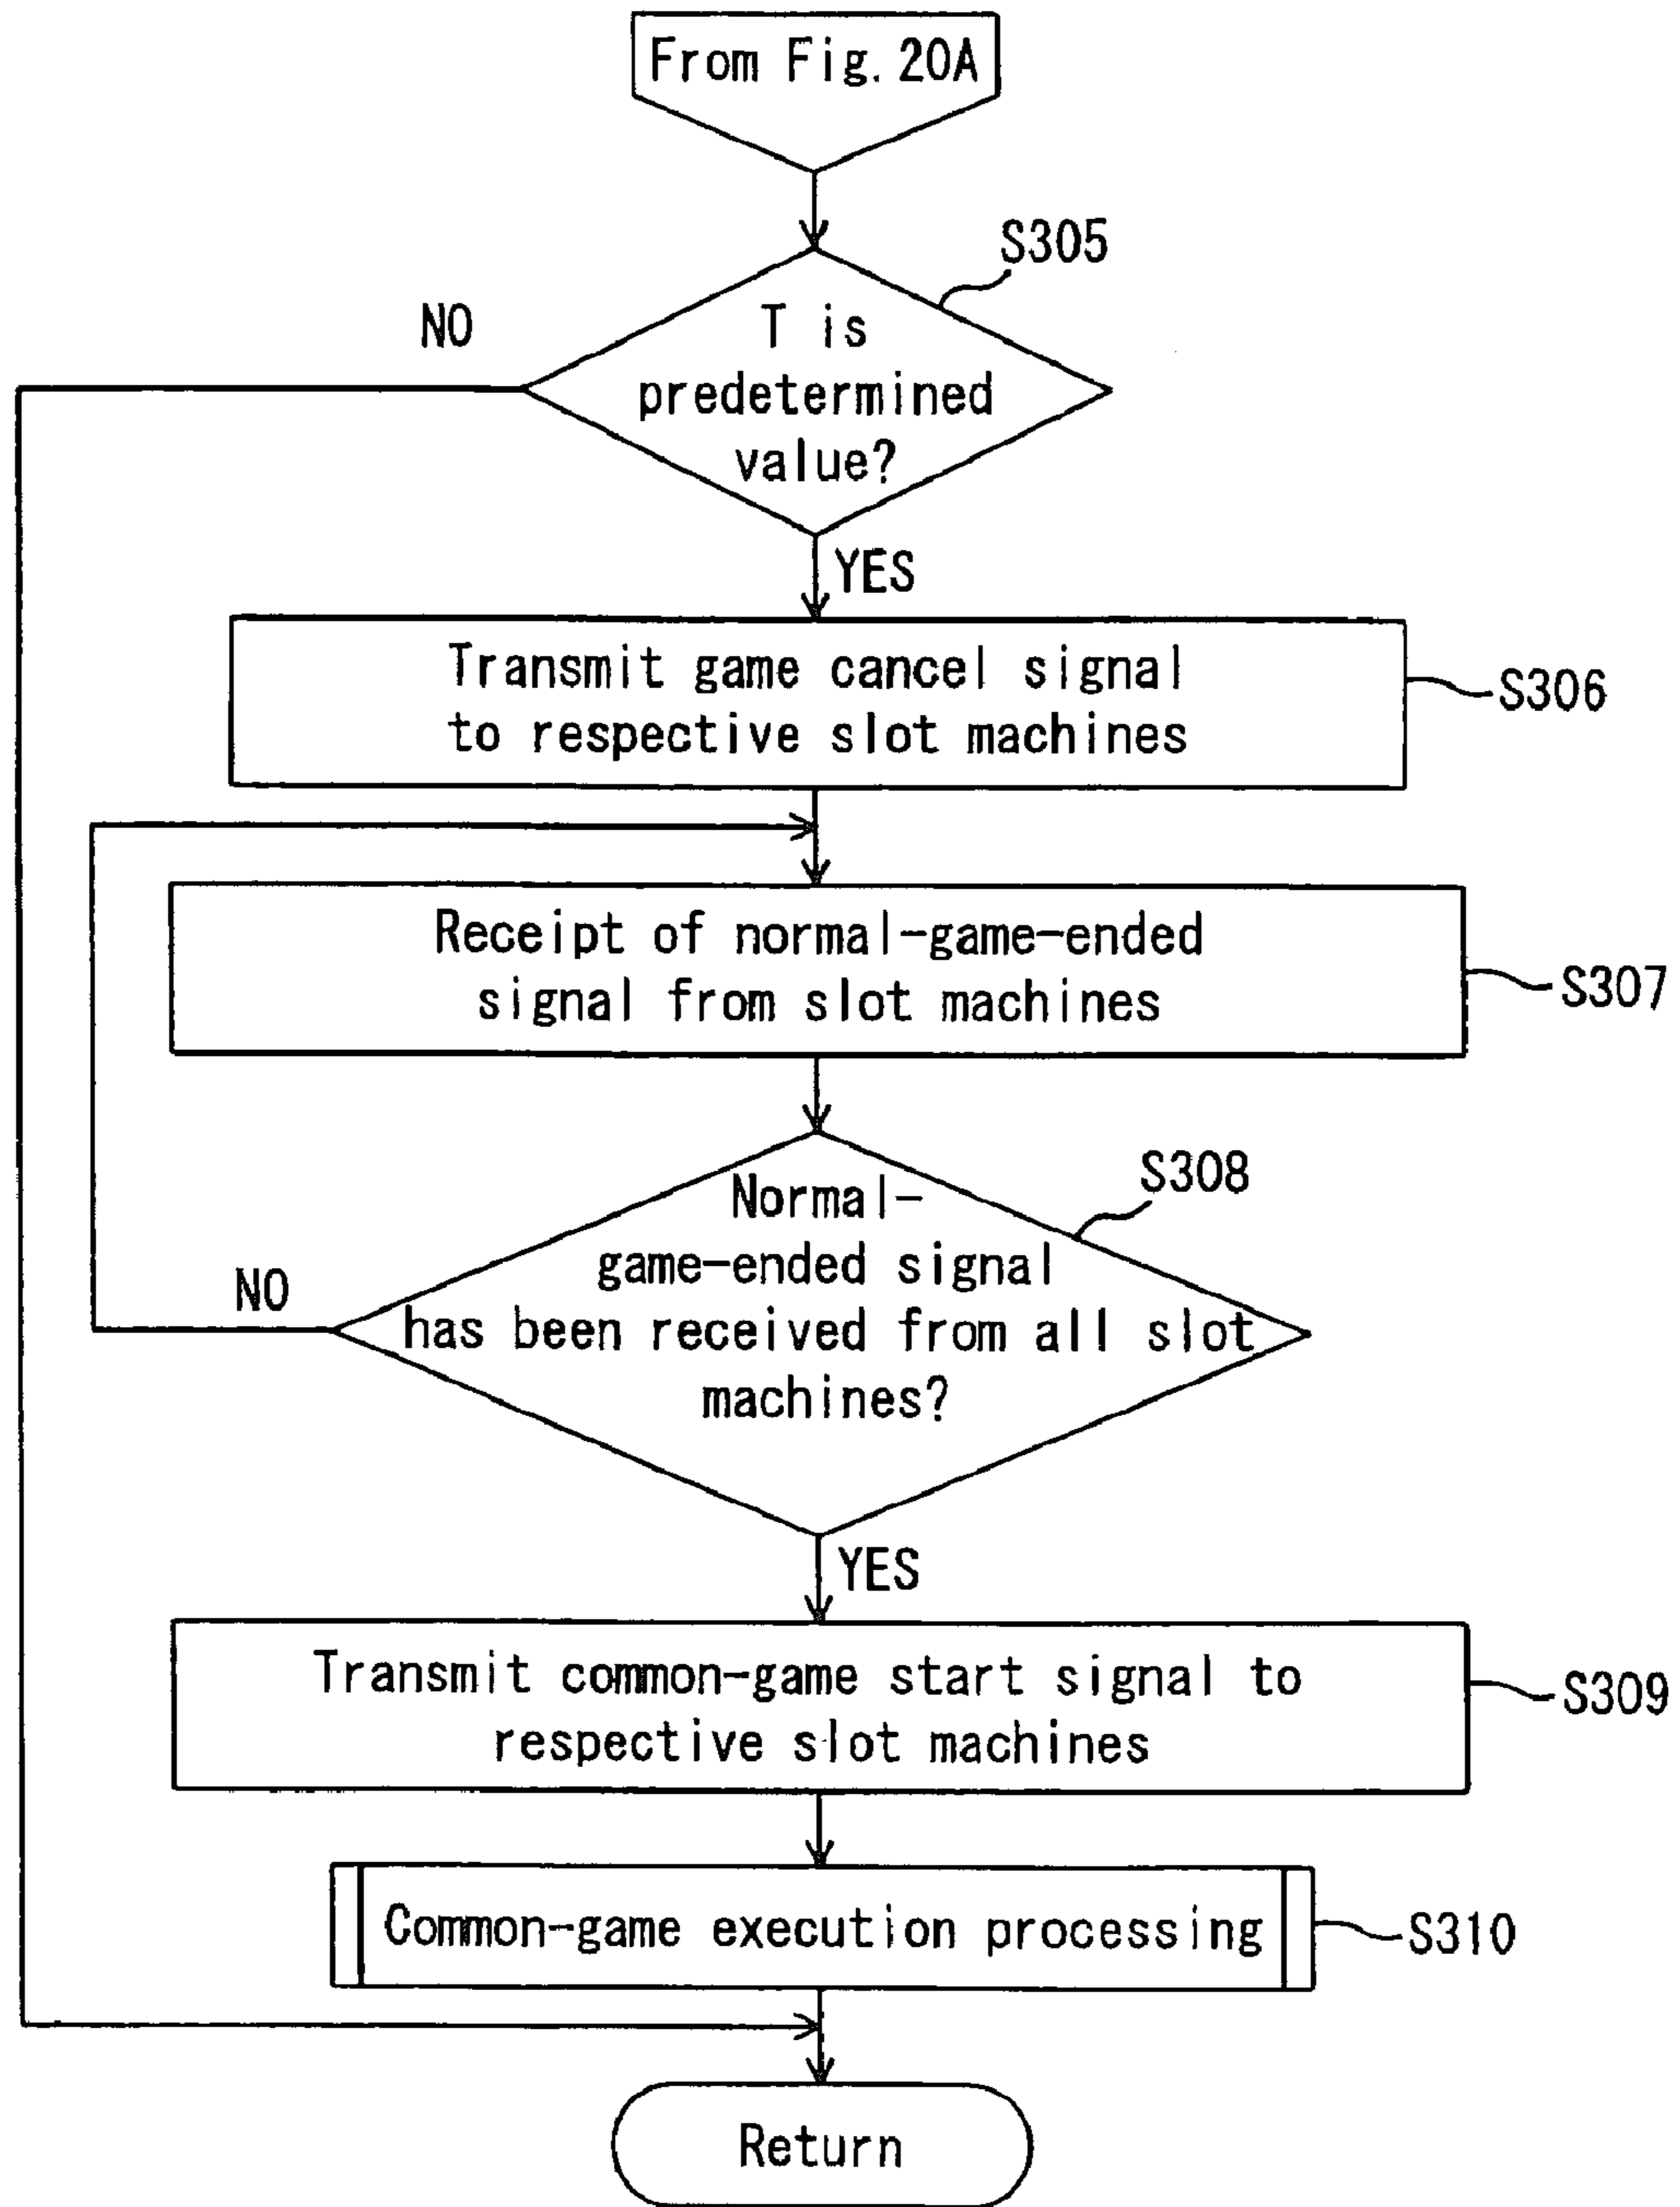 From Fig. 20A
S305
NO
T is
predetermined
value?
YES
Transmit game cancel signal
to respective slot machines
S306
Receipt of normal-game-ended
signal from slot machines
S307
S308
Normal-
game-ended signal
has been received from all slot
machines?
NO
YES
Transmit common-game start signal to
respective slot machines
S309
Common-game execution processing
S310
Return